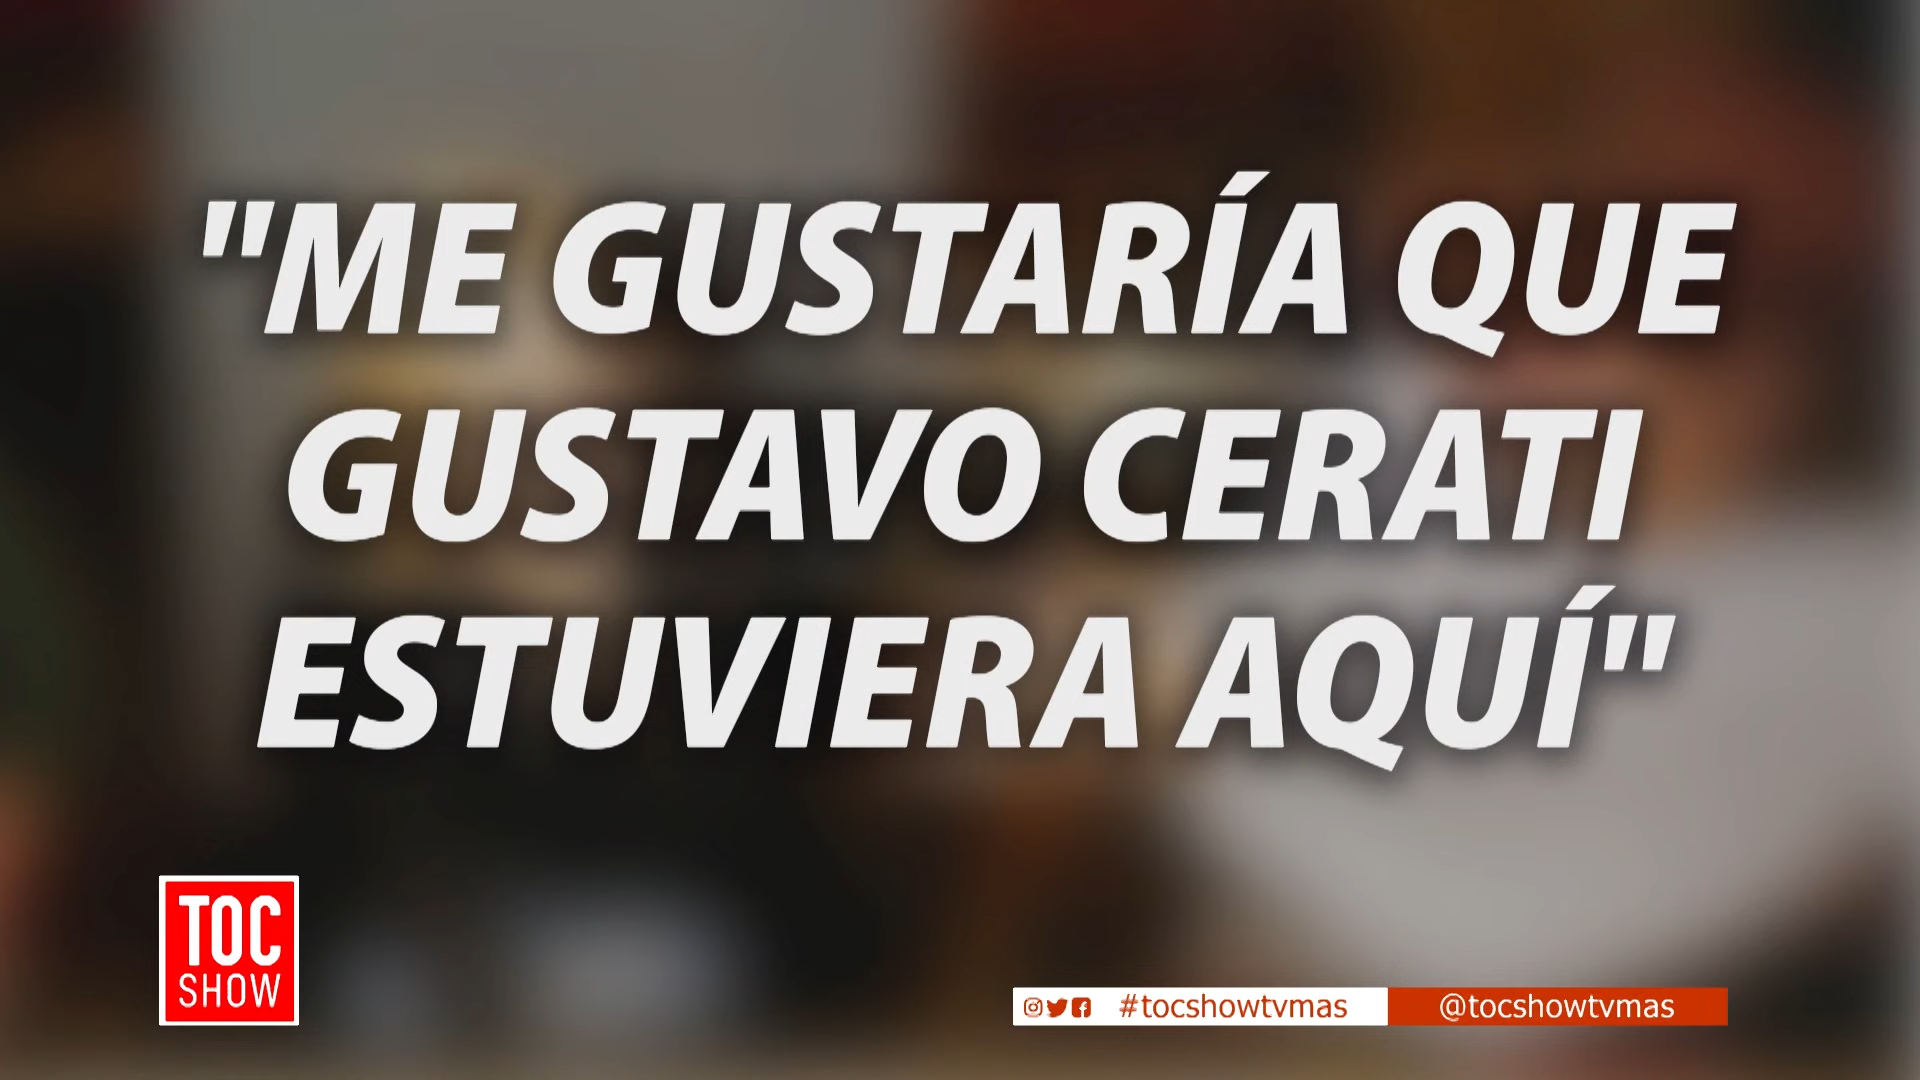 "ME GUSTARÍA QUE
GUSTAVO CERATI
ESTUVIERA AQUÍ"
TOC
SHOW
#tocshowtvmas
@tocshowtvmas